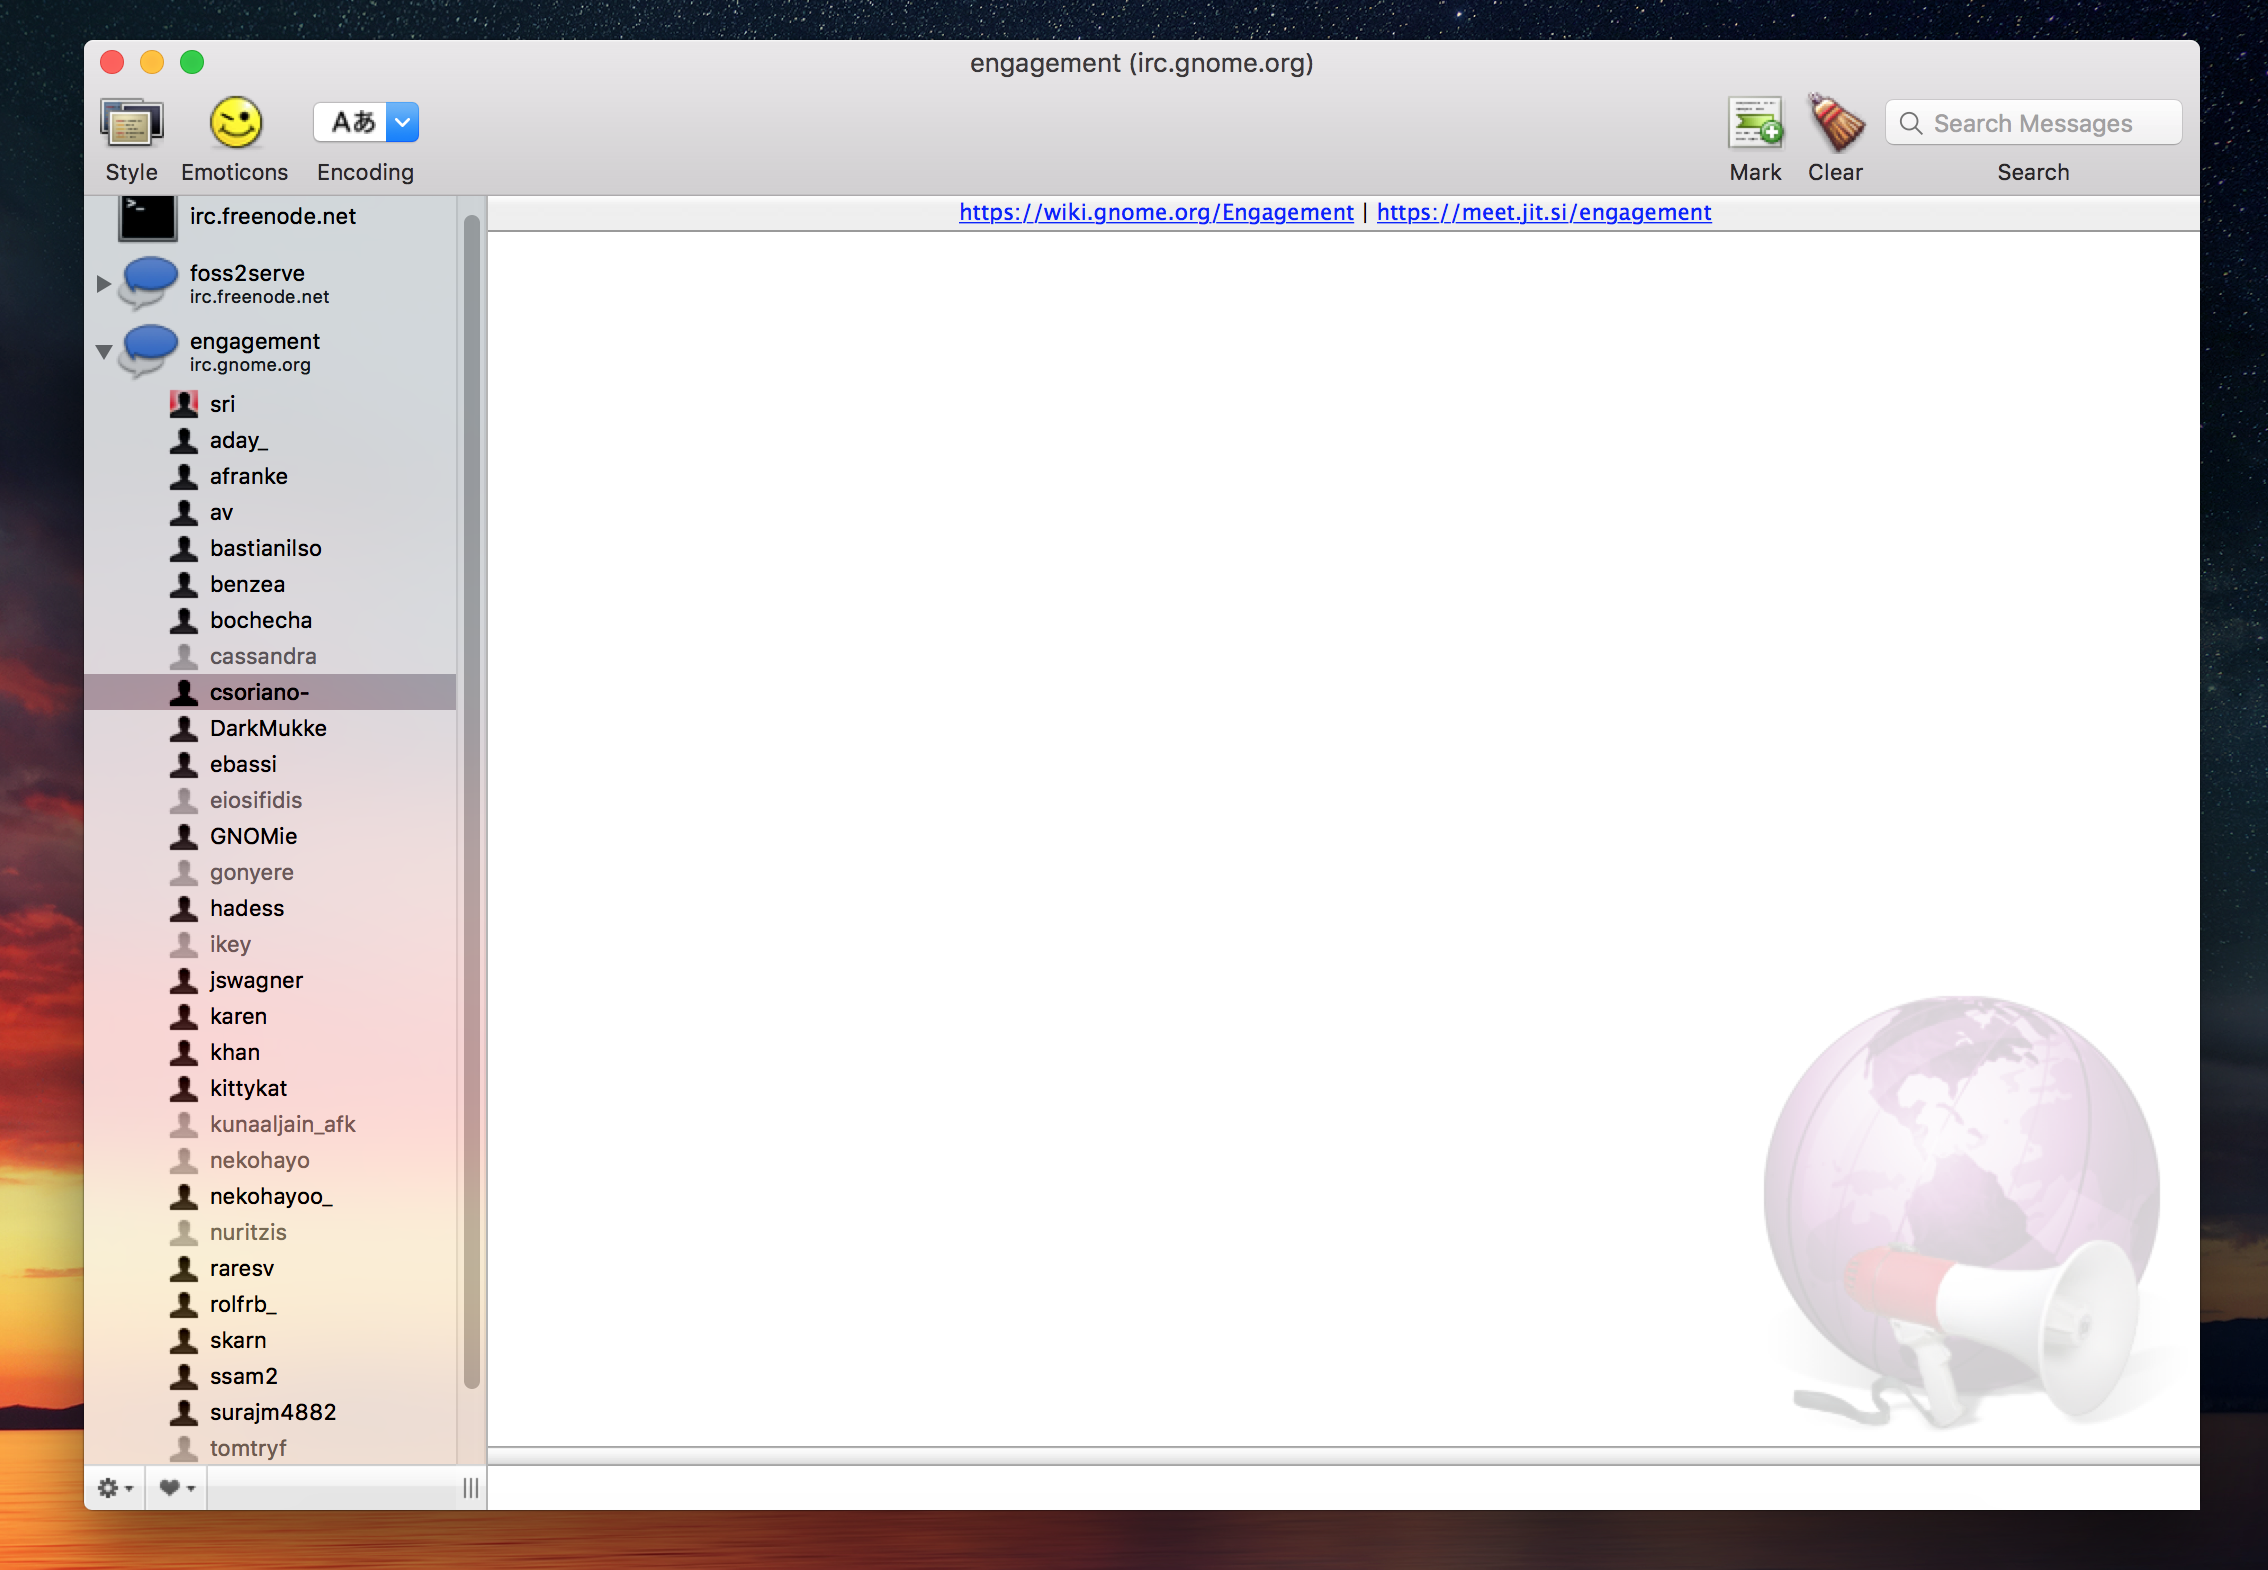 engagement (irc.gnome.org)
Aあ
Style Emoticons Encoding
Mark Clear
Search Messages
Search
https://wiki.gnome.org/Engagement | https://meet.jit.si/engagement
>_
irc.freenode.net
foss2serve
irc.freenode.net
engagement
irc.gnome.org
sri
aday_
afranke
av
bastianilso
benzea
bochecha
cassandra
csoriano-
DarkMukke
ebassi
eiosifidis
GNOMie
gonyere
hadess
ikey
jswagner
karen
khan
kittykat
kunaaljain_afk
nekohayo
nekohayoo_
nuritzis
raresv
rolfrb_
skarn
ssam2
surajm4882
tomtryf